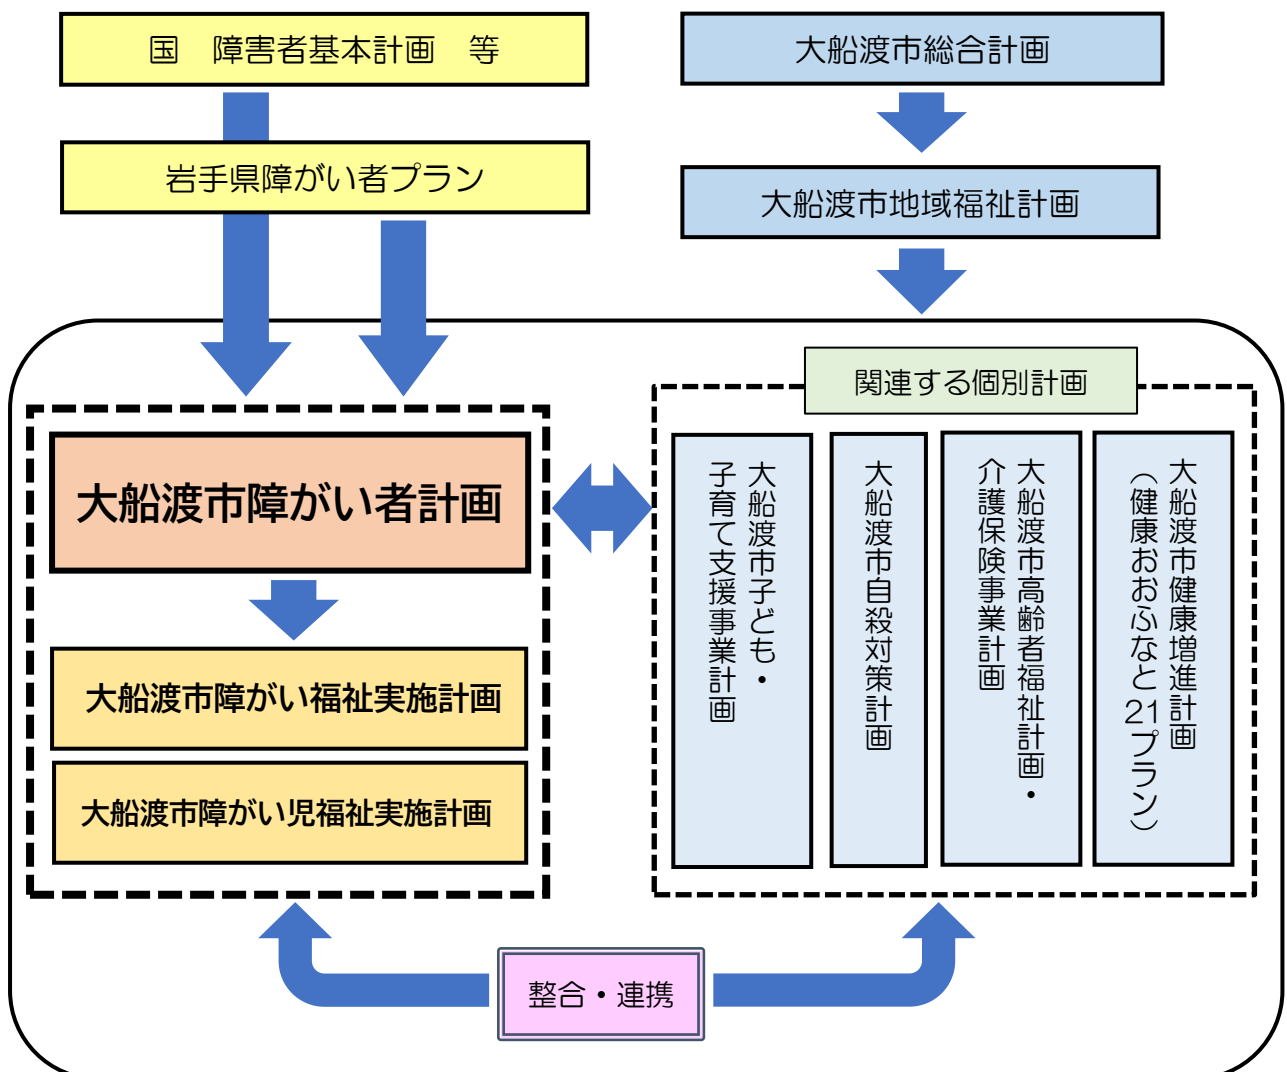 国　障害者基本計画　等
大船渡市総合計画
岩手県障がい者プラン
大船渡市地域福祉計画
関連する個別計画
大船渡市障がい者計画
大船渡市障がい福祉実施計画
大船渡市障がい児福祉実施計画
大船渡市子ども・
子育て支援事業計画
大船渡市自殺対策計画
大船渡市高齢者福祉計画・
介護保険事業計画
大船渡市健康増進計画
（健康おおふなと21プラン）
整合・連携